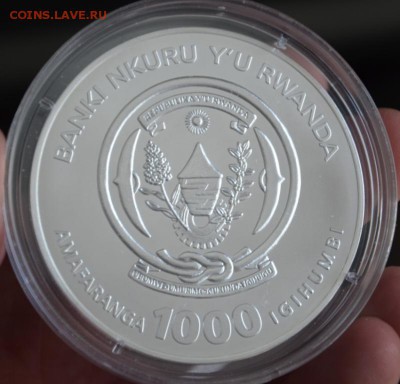 COINS.LAVE.RU
BANKI NKURU Y'U RWANDA
REPUBULIKA Y'U RWANDA
AMAFARANGA 1000 IGIHUMBI